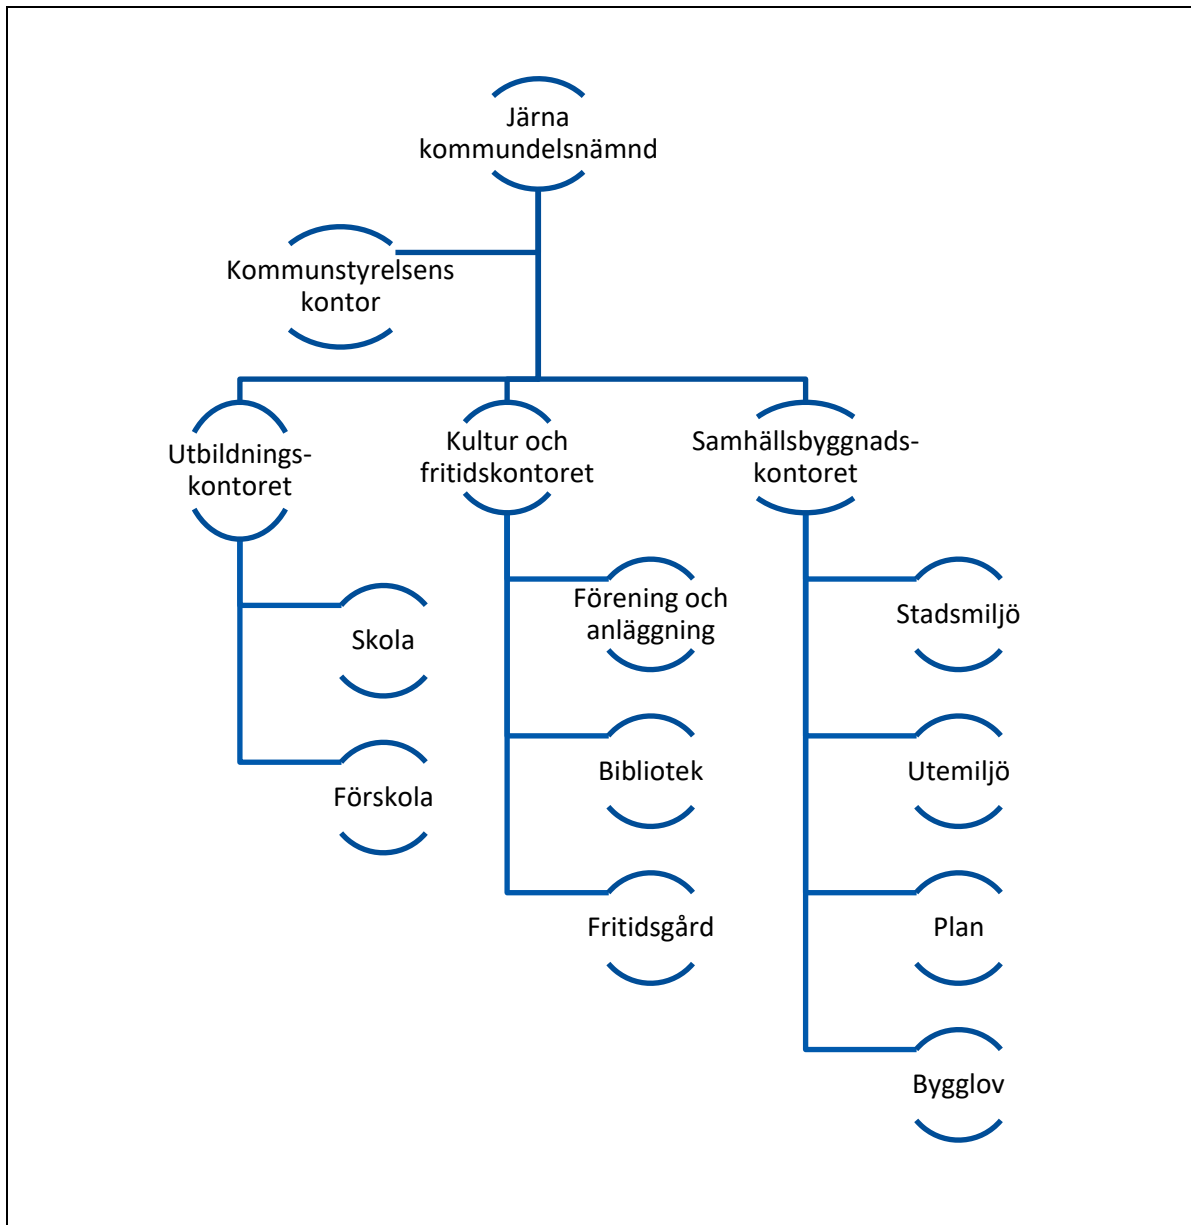 Järna
kommundelsnämnd
Kommunstyrelsens
kontor
Utbildnings-
kontoret
Skola
Förskola
Kultur och
fritidskontoret
Förening och
anläggning
Bibliotek
Fritidsgård
Samhällsbyggnads-
kontoret
Stadsmiljö
Utemiljö
Plan
Bygglov